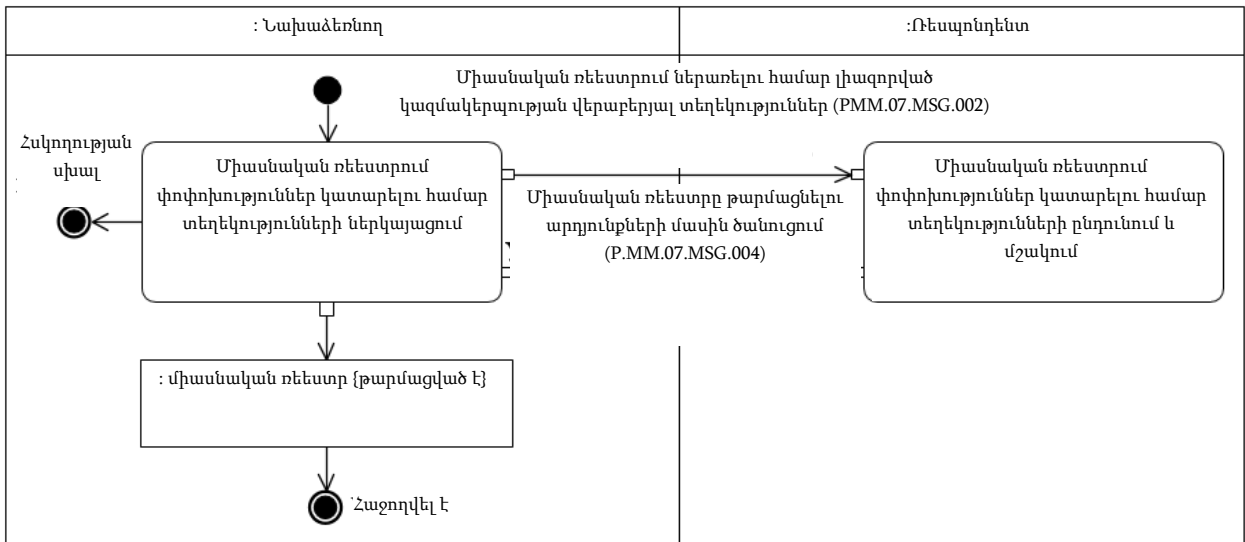 : Նախաձեռնող
:Ռեսպոնդենտ
Միասնական ռեեստրում ներառելու համար լիազորված
կազմակերպության վերաբերյալ տեղեկություններ (PMM.07.MSG.002)
Հսկողության
սխալ
Միասնական ռեեստրում
փոփոխություններ կատարելու համար
տեղեկությունների ներկայացում
Միասնական ռեեստրը թարմացնելու
արդյունքների մասին ծանուցում
(P.MM.07.MSG.004)
Միասնական ռեեստրում
փոփոխություններ կատարելու համար
տեղեկությունների ընդունում և
մշակում
: միասնական ռեեստր {թարմացված է}
Հաջողվել է